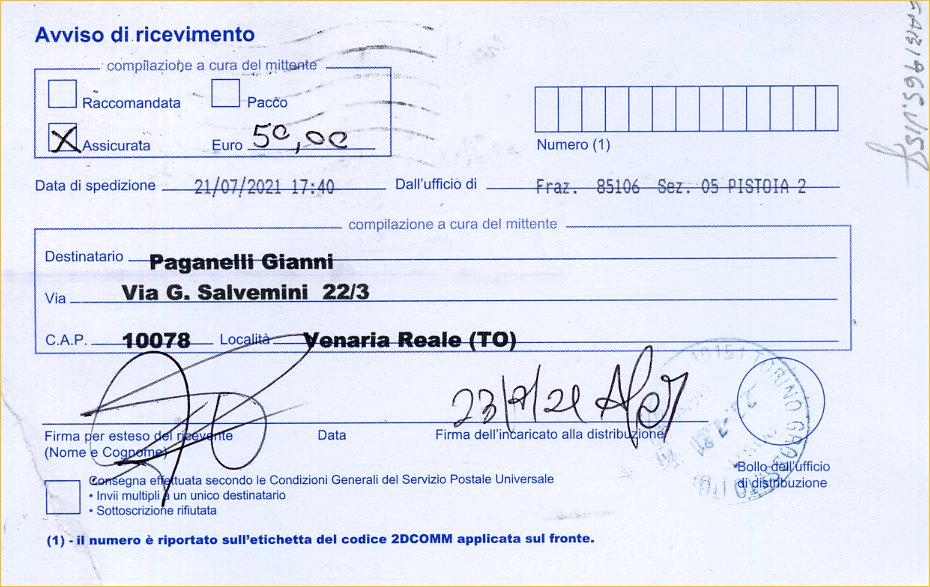 Avviso di ricevimento
compilazione a cura del mittente
Raccomandata Pacco
X Assicurata Euro 50,00
Numero (1)
Data di spedizione 21/07/2021 17:40 Dall'ufficio di Fraz. 85106 Sez. 05 PISTOIA 2
compilazione a cura del mittente
Destinatario Paganelli Gianni
Via Via G. Salvemini 22/3
C.A.P. 10078 Località Venaria Reale (TO)
Firma per esteso del ricevente Data Firma dell'incaricato alla distribuzione
(Nome e Cognome)
Bollo dell'ufficio
di distribuzione
Consegna effettuata secondo le Condizioni Generali del Servizio Postale Universale
• Invii multipli a un unico destinatario
• Sottoscrizione rifiutata
(1) - il numero è riportato sull'etichetta del codice 2DCOMM applicata sul fronte.